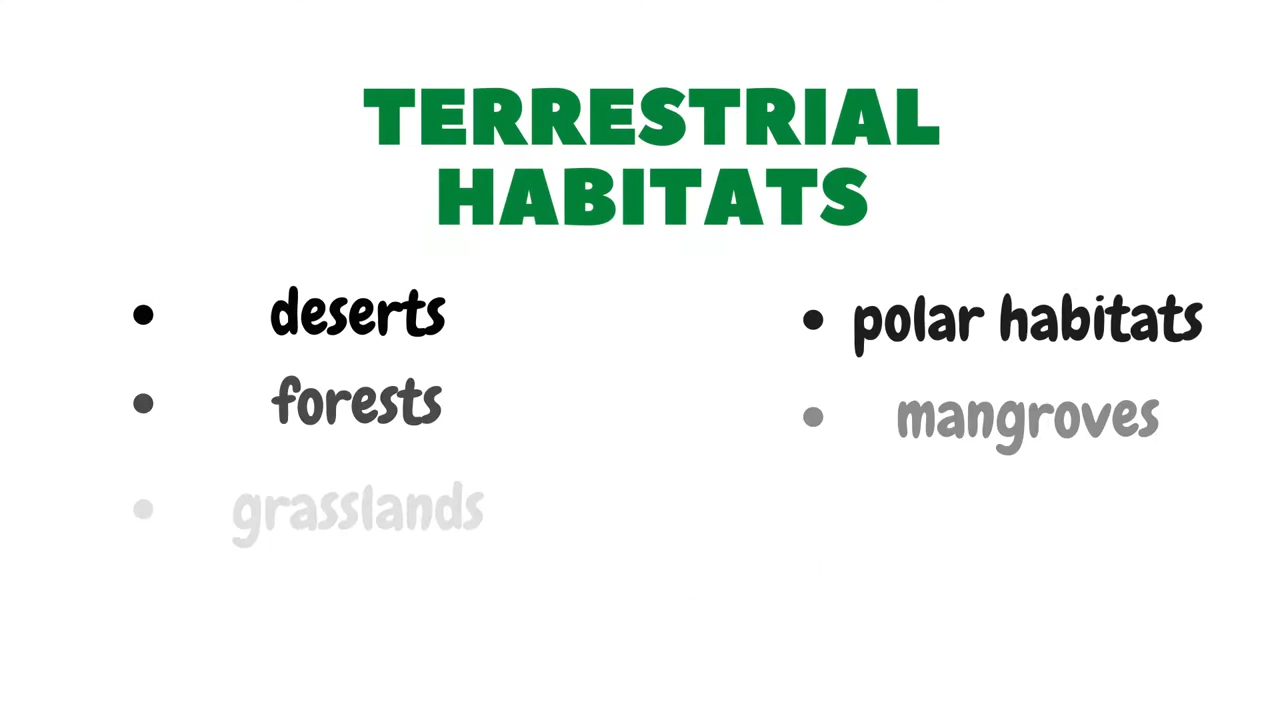 TERRESTRIAL
HABITATS
• deserts
• forests
• grasslands
• polar habitats
• mangroves